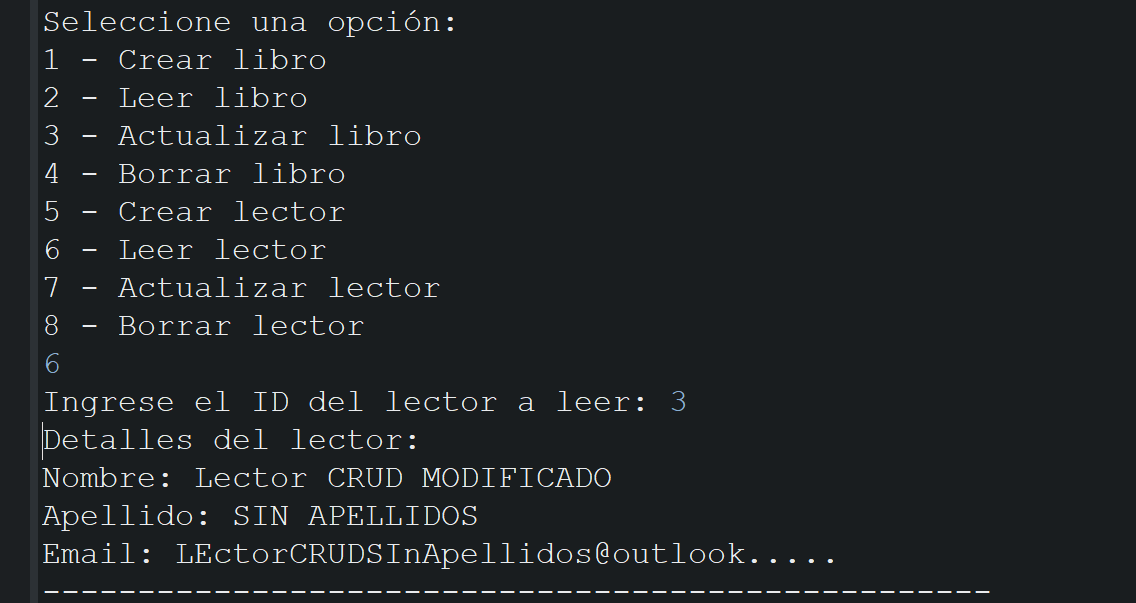 Seleccione una opción:
1 - Crear libro
2 - Leer libro
3 - Actualizar libro
4 - Borrar libro
5 - Crear lector
6 - Leer lector
7 - Actualizar lector
8 - Borrar lector
6
Ingrese el ID del lector a leer: 3
Detalles del lector:
Nombre: Lector CRUD MODIFICADO
Apellido: SIN APELLIDOS
Email: LEctorCRUDSInApellidos@outlook.....
--------------------------------------------------